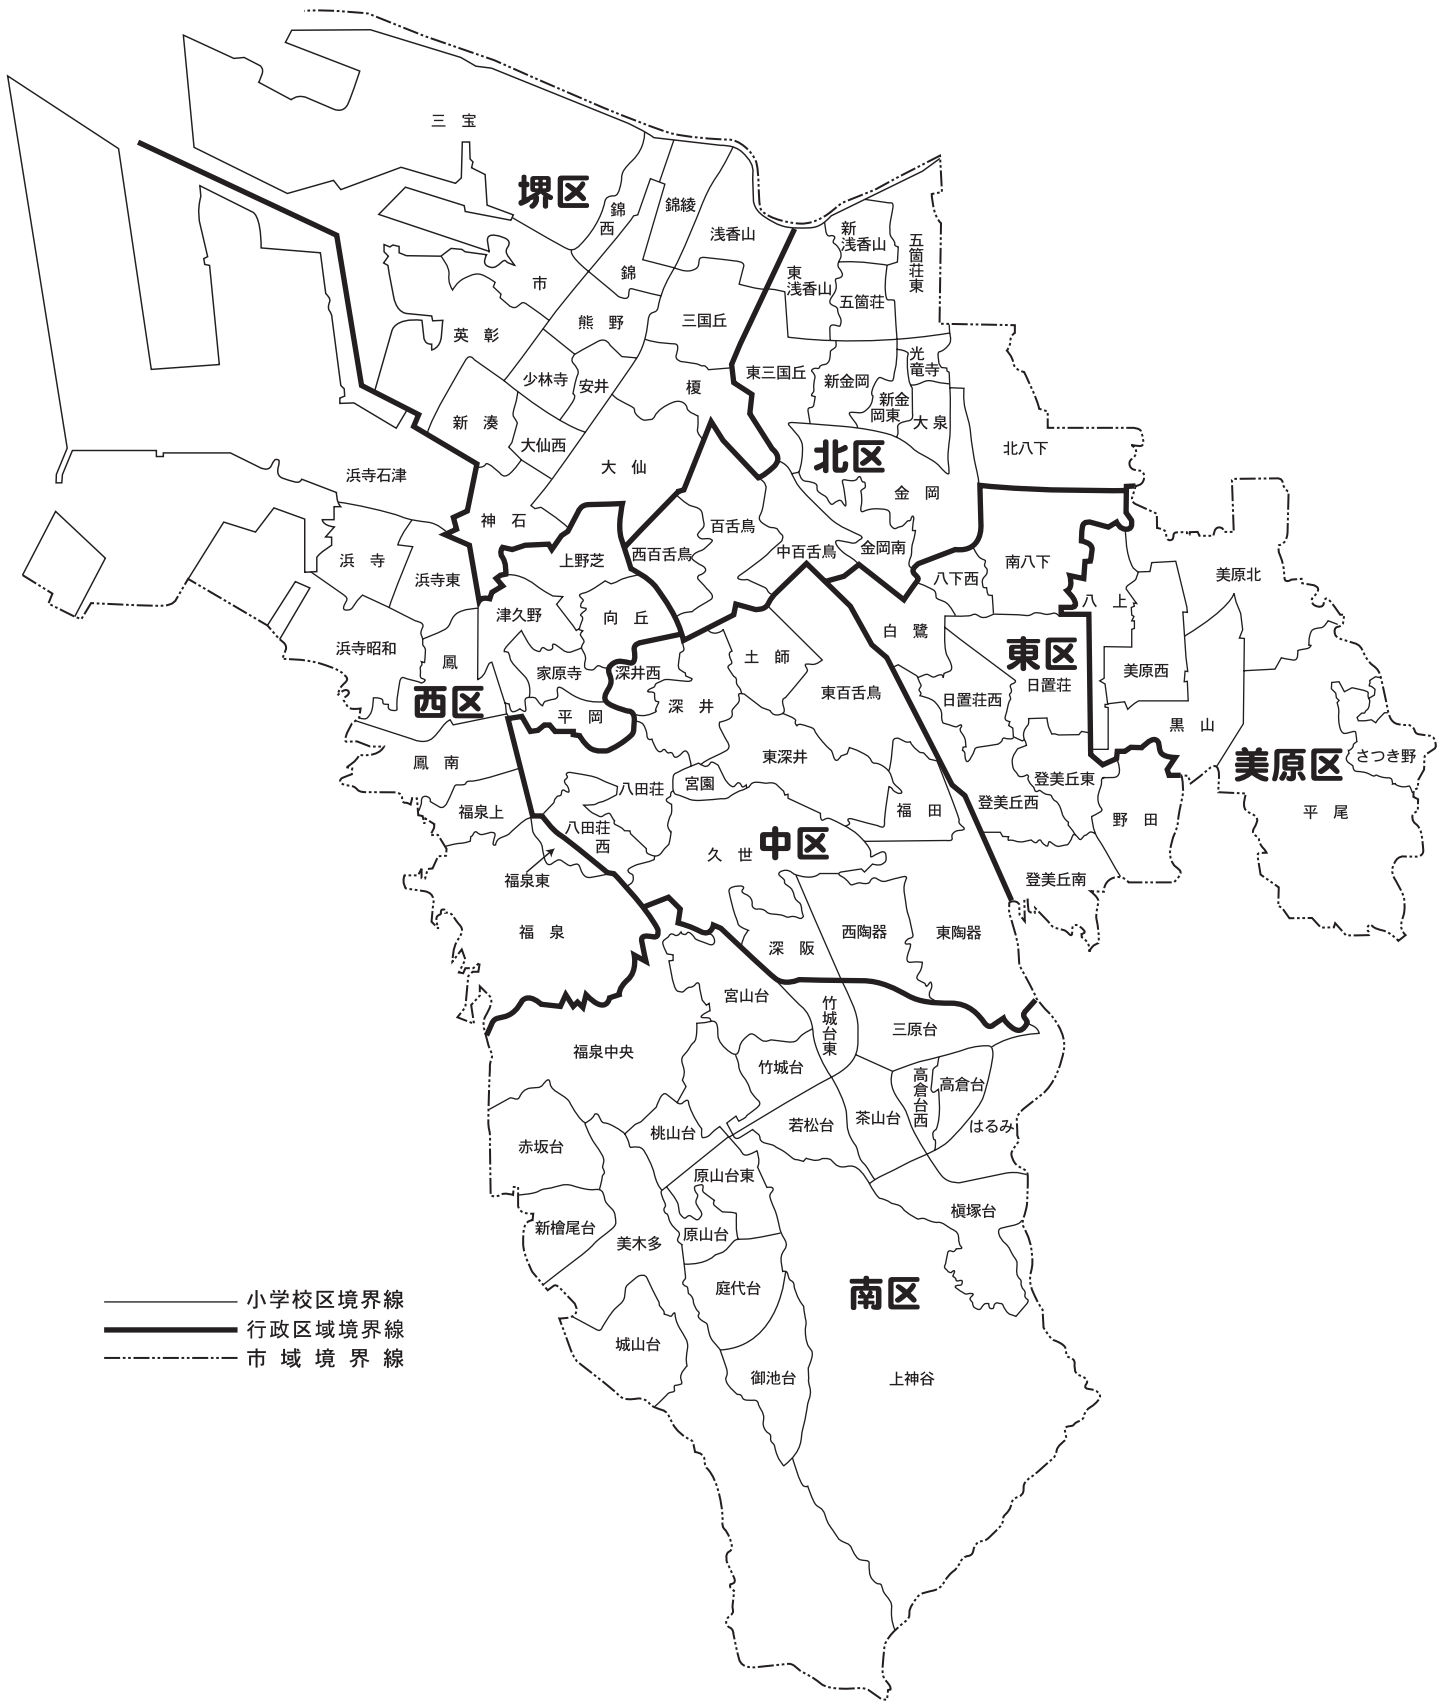 三 宝
堺区
錦
西
錦綾
浅香山
新
浅香山
五箇荘東
東
浅香山
五箇荘
市
錦
熊 野
三国丘
英 彰
少林寺
安井
榎
東三国丘
新金岡
光
竜寺
新金
岡東
大 泉
新 湊
大仙西
大 仙
北区
北八下
浜寺石津
神 石
金 岡
百舌鳥
西百舌鳥
中百舌鳥
金岡南
上野芝
浜 寺
浜寺東
八下西
南八下
美原北
八 上
津久野
向 丘
白 鷺
浜寺昭和
鳳
家原寺
深井西
土 師
東区
日置荘
美原西
西区
平 岡
深 井
東百舌鳥
日置荘西
黒 山
鳳 南
東深井
美原区
さつき野
八田荘
宮園
登美丘東
登美丘西
平 尾
福泉上
八田荘
西
福 田
野 田
久 世
中区
福泉東
登美丘南
福 泉
深 阪
西陶器
東陶器
宮山台
竹城台東
三原台
福泉中央
竹城台
高倉台西
高倉台
茶山台
若松台
はるみ
桃山台
赤坂台
原山台東
槇塚台
新檜尾台
美木多
原山台
庭代台
南区
城山台
御池台
上神谷
小学校区境界線
行政区域境界線
市域境界線